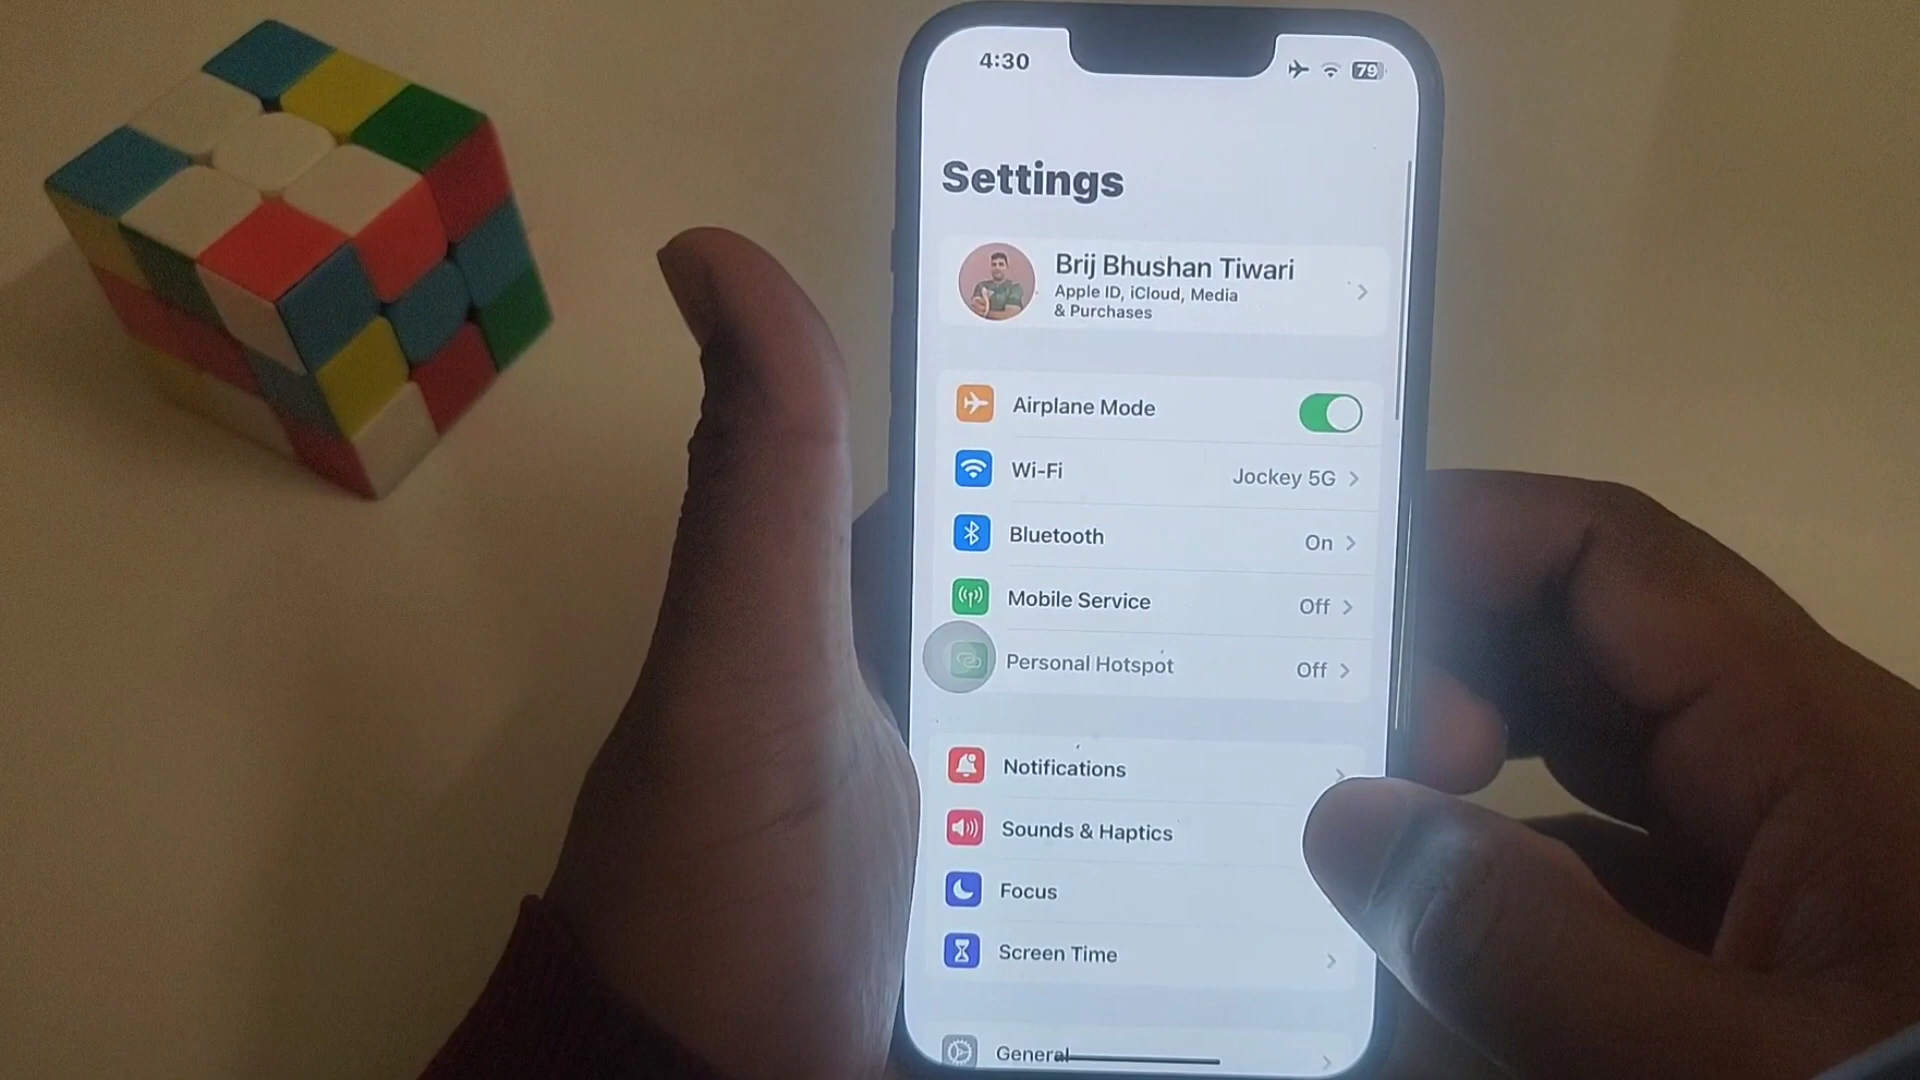 4:30
79
Settings
Brij Bhushan Tiwari
Apple ID, iCloud, Media
& Purchases
Airplane Mode
Wi-Fi
Jockey 5G
Bluetooth
On
Mobile Service
Off
Personal Hotspot
Off
Notifications
Sounds & Haptics
Focus
Screen Time
General